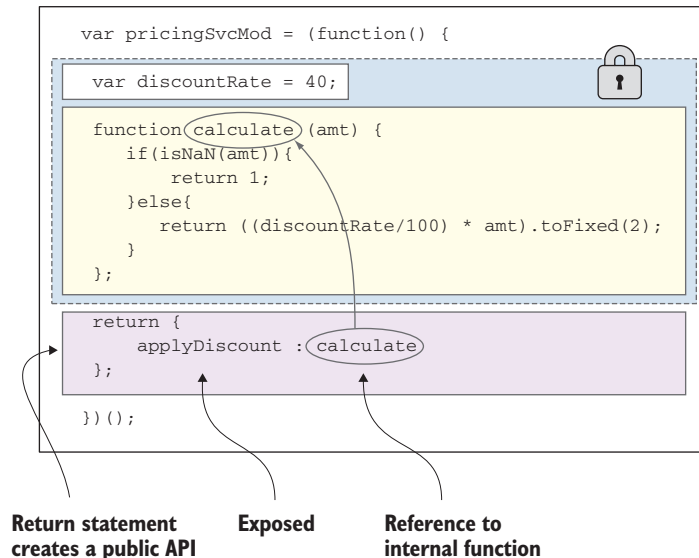 var pricingSvcMod = (function() {
var discountRate = 40;
function calculate (amt) {
if(isNaN(amt)){
return 1;
}else{
return ((discountRate/100) * amt).toFixed(2);
}
};
return {
applyDiscount : calculate
};
})();
Return statement
creates a public API
Exposed
Reference to
internal function